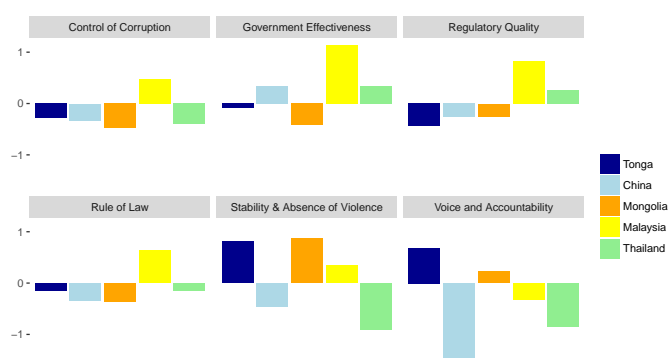 Control of Corruption
Government Effectiveness
Regulatory Quality
1
0
−1
Rule of Law
Stability & Absence of Violence
Voice and Accountability
1
0
−1
Tonga
China
Mongolia
Malaysia
Thailand